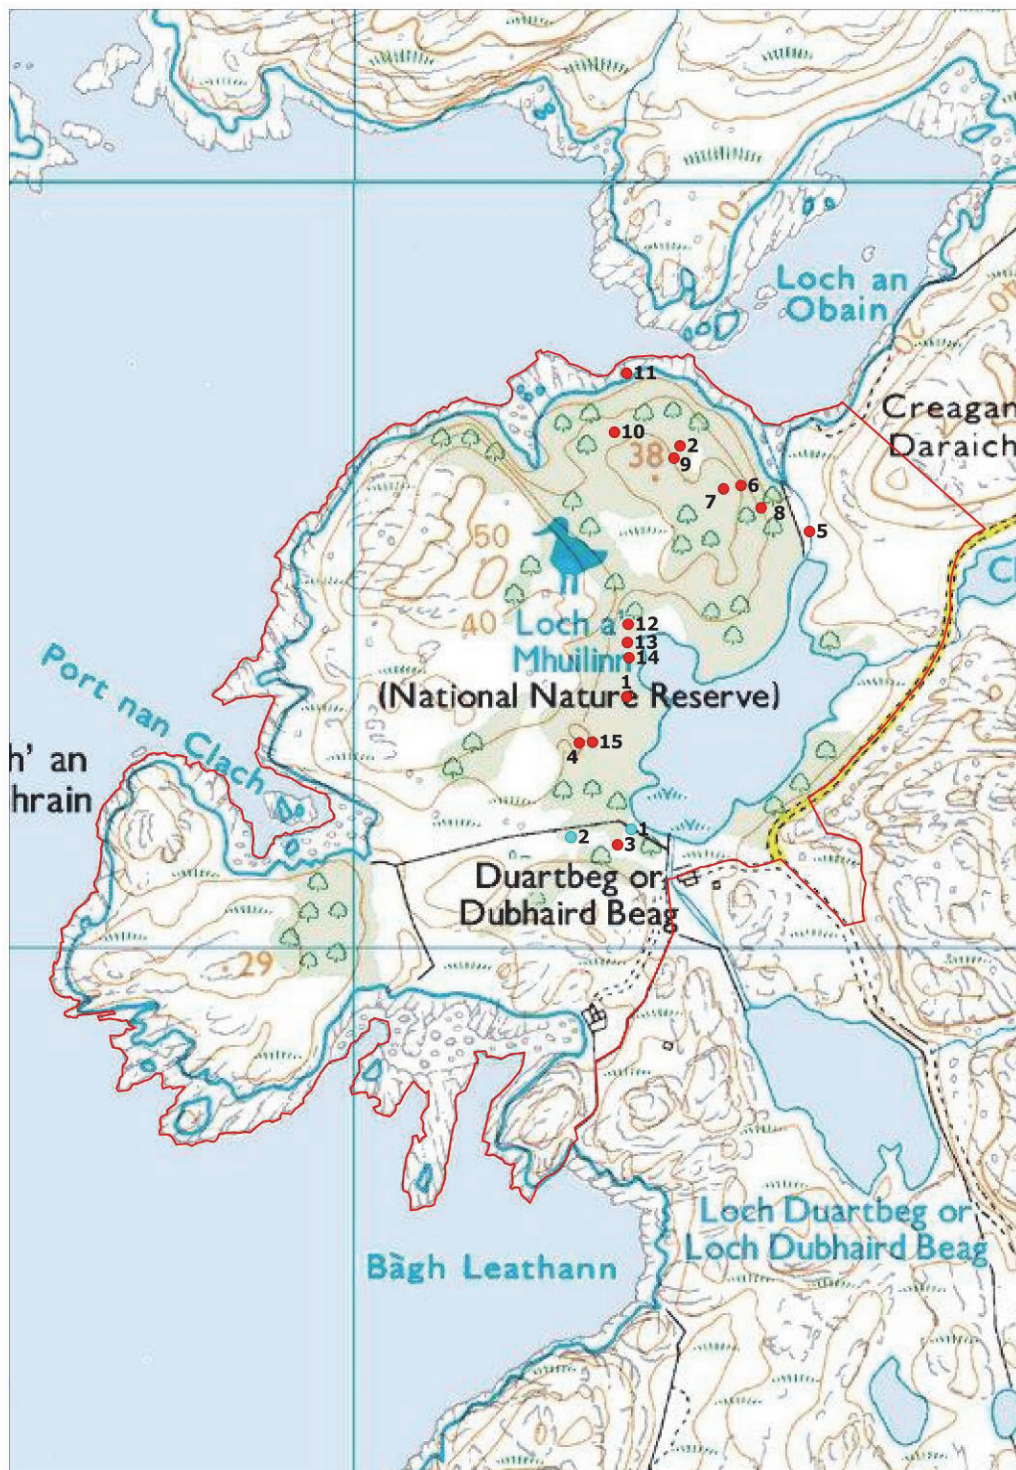 10
Loch an
Obain
40
20
11
Creagan
Daraich
10
2
38
9
6
7
8
5
50
40
Loch a'
Mhuilinn
12
13
14
1
(National Nature Reserve)
Port nan Clach
h' an
hrain
4
15
2
1
3
Duartbeg or
Dubhaird Beag
29
Loch Duartbeg or
Loch Dubhaird Beag
Bàgh Leathann